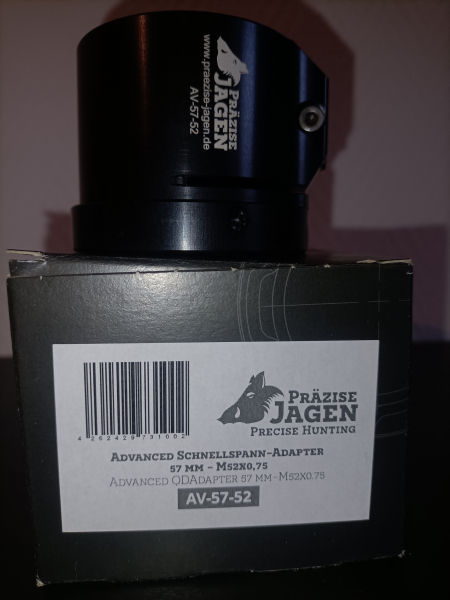 PRÄZISE
JAGEN
www.praezise-jagen.de
AV-57-52
4262429731002
PRÄZISE
JAGEN
PRECISE HUNTING
ADVANCED SCHNELLSPANN-ADAPTER
57 MM - M52X0,75
ADVANCED QDADAPTER 57 MM-M52X0.75
AV-57-52